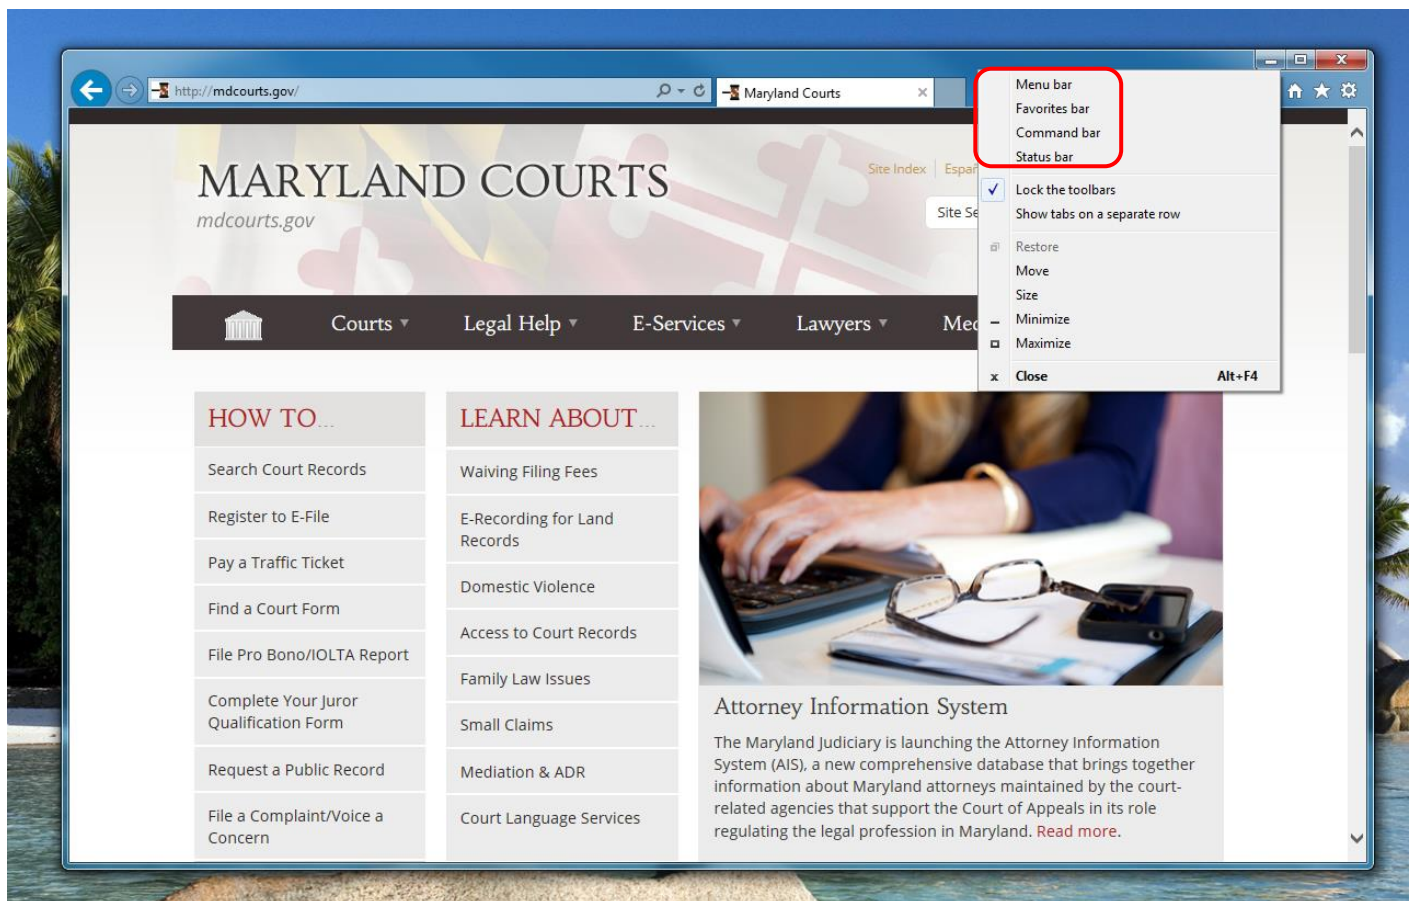 http://mdcourts.gov/
Maryland Courts
Menu bar
Favorites bar
Command bar
Status bar
Lock the toolbars
Show tabs on a separate row
Restore
Move
Size
Minimize
Maximize
Close Alt+F4
MARYLAND COURTS
mdcourts.gov
Site Index
Site
Courts
Legal Help
E-Services
Lawyers
HOW TO...
Search Court Records
Register to E-File
Pay a Traffic Ticket
Find a Court Form
File Pro Bono/IOLTA Report
Complete Your Juror
Qualification Form
Request a Public Record
File a Complaint/Voice a
Concern
LEARN ABOUT...
Waiving Filing Fees
E-Recording for Land
Records
Domestic Violence
Access to Court Records
Family Law Issues
Small Claims
Mediation & ADR
Court Language Services
Attorney Information System
The Maryland Judiciary is launching the Attorney Information
System (AIS), a new comprehensive database that brings together
information about Maryland attorneys maintained by the court-
related agencies that support the Court of Appeals in its role
regulating the legal profession in Maryland. Read more.